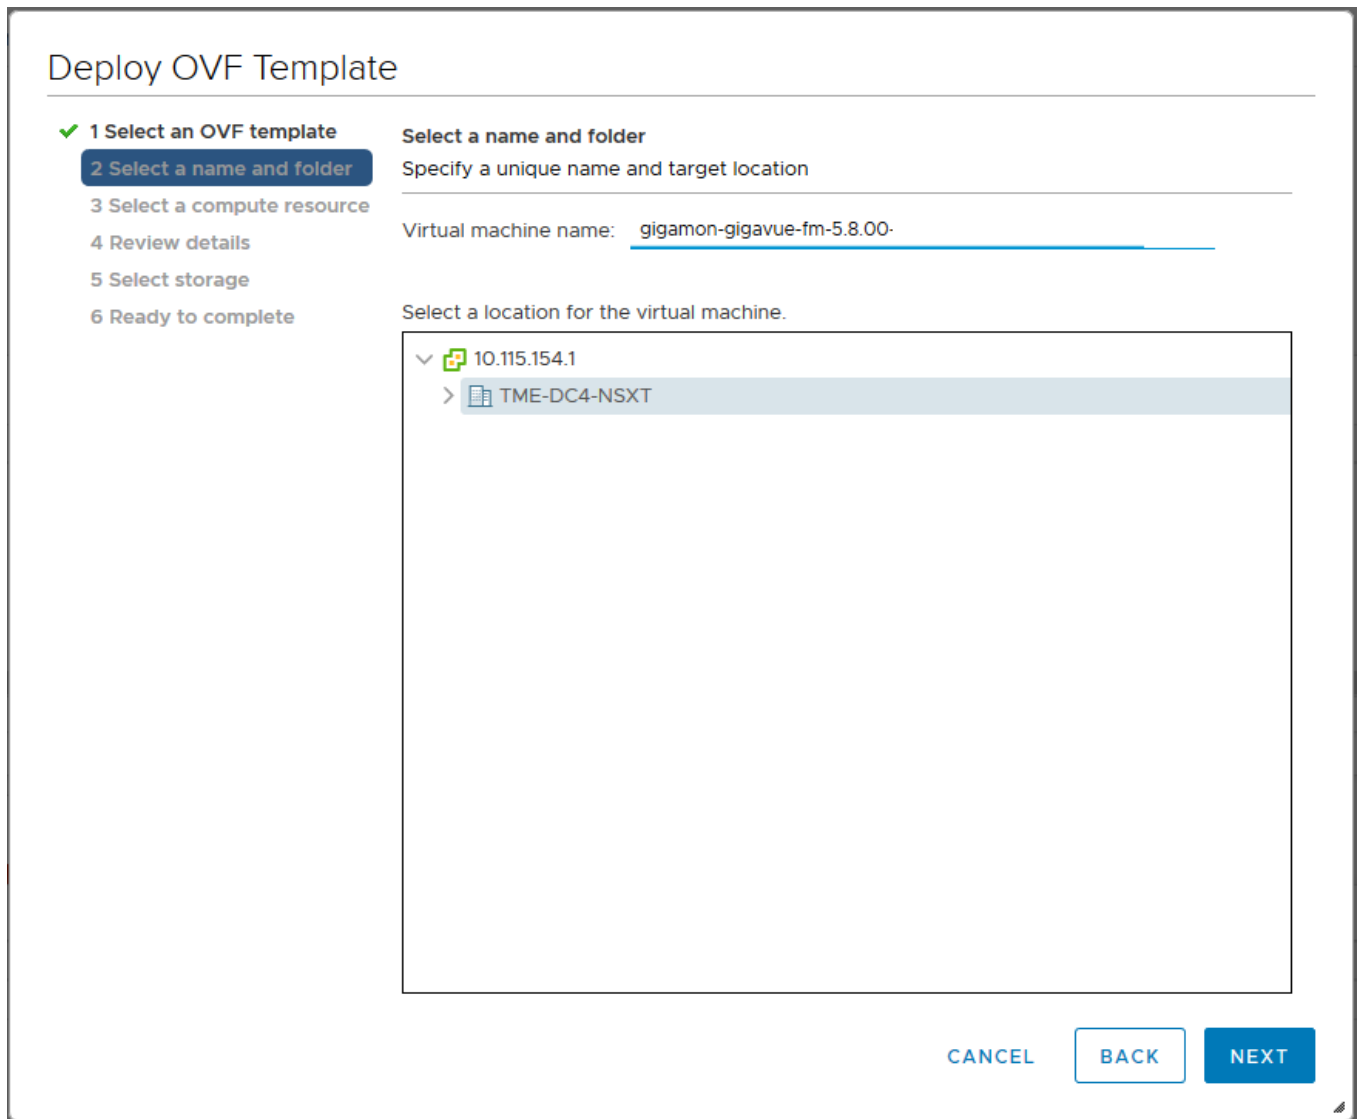 Deploy OVF Template
1 Select an OVF template
2 Select a name and folder
3 Select a compute resource
4 Review details
5 Select storage
6 Ready to complete
Select a name and folder
Specify a unique name and target location
Virtual machine name: gigamon-gigavue-fm-5.8.00-
Select a location for the virtual machine.
10.115.154.1
TME-DC4-NSXT
CANCEL BACK NEXT